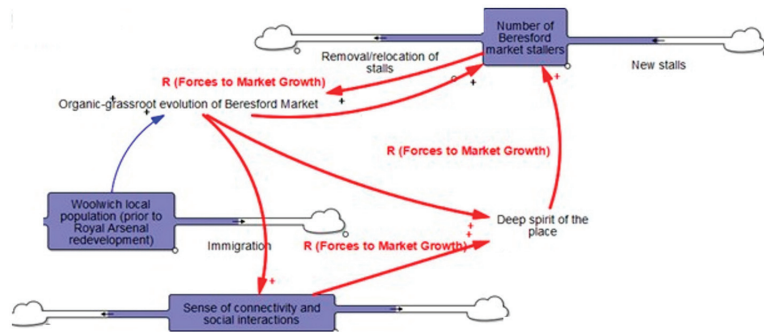 Number of
Beresford
market stallers
Removal/relocation of
stalls
New stalls
R (Forces to Market Growth)
Organic-grassroot evolution of Beresford Market
R (Forces to Market Growth)
Woolwich local
population (prior to
Royal Arsenal
redevelopment)
Immigration
Deep spirit of the
place
R (Forces to Market Growth)
Sense of connectivity and
social interactions